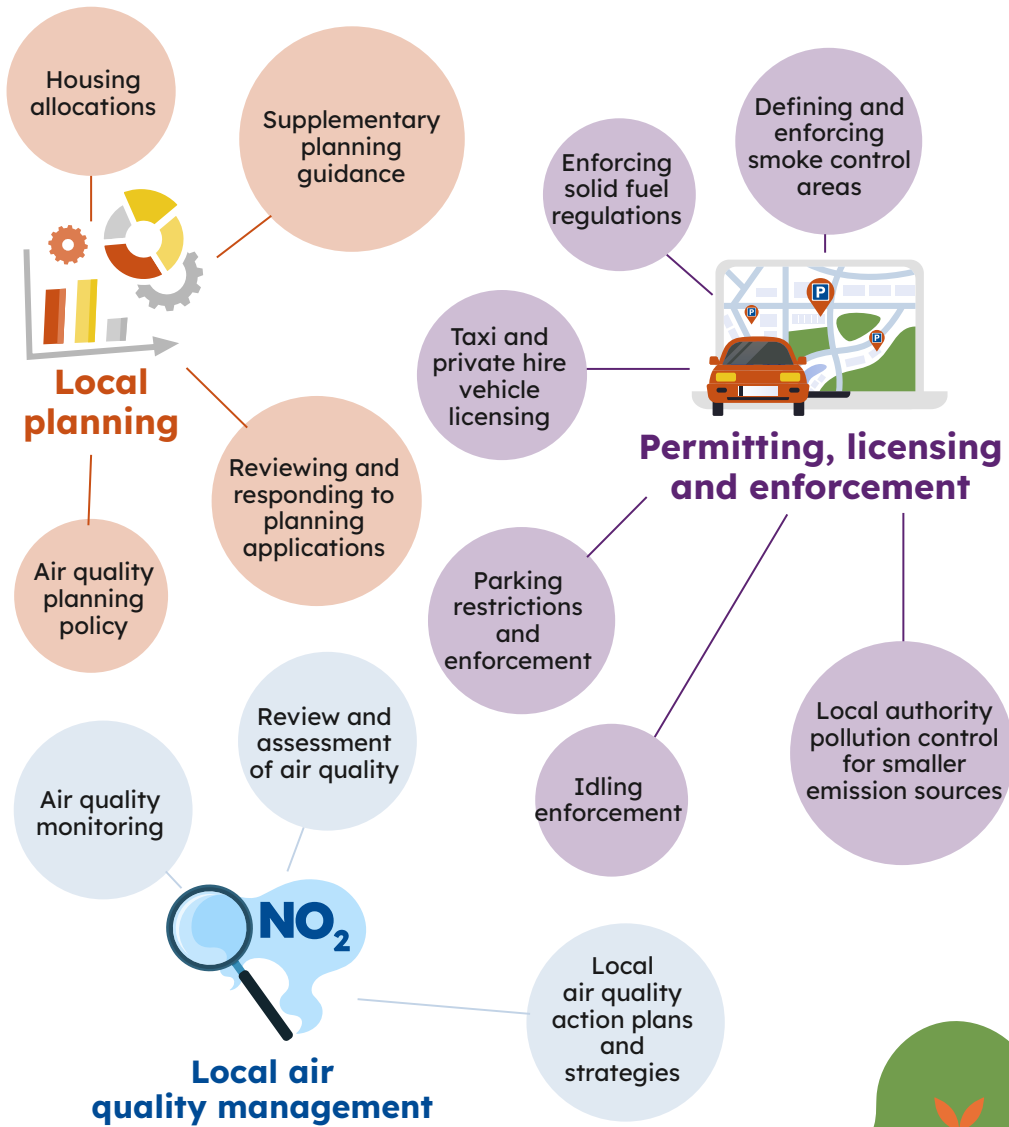 Housing
allocations
Supplementary
planning
guidance
Local
planning
Reviewing and
responding to
planning
applications
Air quality
planning
policy
Defining and
enforcing
smoke control
areas
Enforcing
solid fuel
regulations
Taxi and
private hire
vehicle
licensing
P
P
P
Permitting, licensing
and enforcement
Parking
restrictions
and
enforcement
Idling
enforcement
Local authority
pollution control
for smaller
emission sources
Review and
assessment
of air quality
Air quality
monitoring
NO₂
Local
air quality
action plans
and
strategies
Local air
quality management